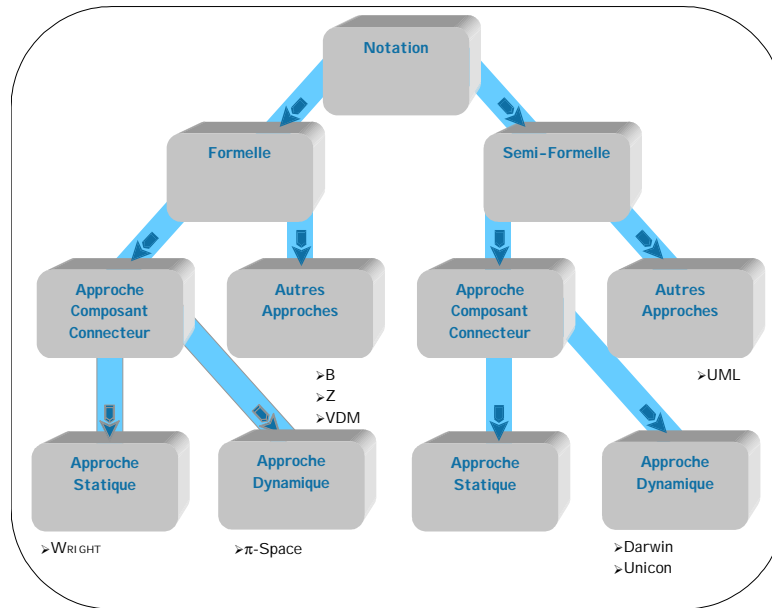 Notation
Formelle
Semi-Formelle
Approche
Composant
Connecteur
Autres
Approches
Approche
Composant
Connecteur
Autres
Approches
➢B
➢Z
➢VDM
➢UML
Approche
Statique
Approche
Dynamique
Approche
Statique
Approche
Dynamique
➢WRIGHT
➢π-Space
➢Darwin
➢Unicon